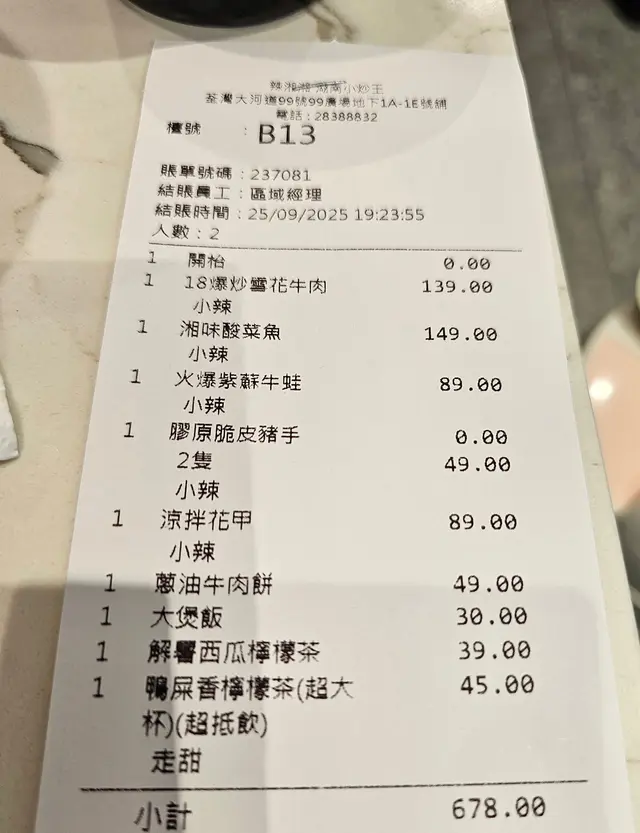 辣湘湘 湖南小炒王
荃灣大河道99號99廣場地下1A-1E號舖
電話：28388832
檯號 ： B13
賬單號碼：237081
結賬員工：區域經理
結賬時間：25/09/2025 19:23:55
人數：2
1 開枱 0.00
1 18爆炒雪花牛肉 139.00
小辣
1 湘味酸菜魚 149.00
小辣
1 火爆紫蘇牛蛙 89.00
小辣
1 膠原脆皮豬手 0.00
2隻 49.00
小辣
1 涼拌花甲 89.00
小辣
1 蔥油牛肉餅 49.00
1 大煲飯 30.00
1 解暑西瓜檸檬茶 39.00
1 鴨屎香檸檬茶(超大 45.00
杯)(超抵飲)
走甜
小計 678.00